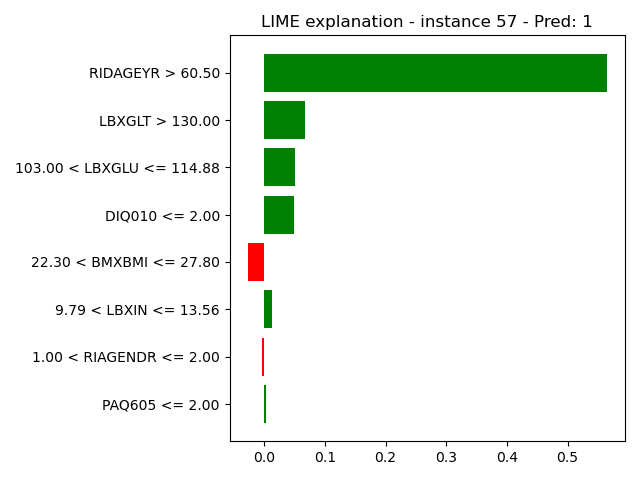 LIME explanation - instance 57 - Pred: 1
RIDAGEYR > 60.50
LBXGLT > 130.00
103.00 < LBXGLU <= 114.88
DIQ010 <= 2.00
22.30 < BMXBMI <= 27.80
9.79 < LBXIN <= 13.56
1.00 < RIAGENDR <= 2.00
PAQ605 <= 2.00
0.0 0.1 0.2 0.3 0.4 0.5